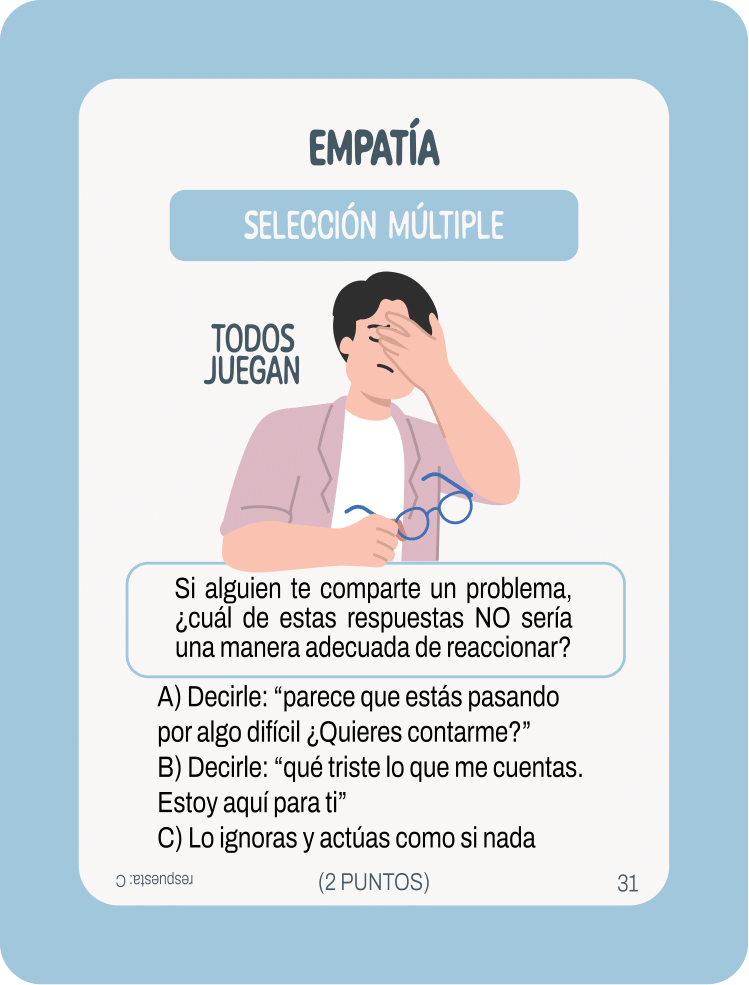 EMPATÍA
SELECCIÓN MÚLTIPLE
TODOS
JUEGAN
Si alguien te comparte un problema,
¿cuál de estas respuestas NO sería
una manera adecuada de reaccionar?
A) Decirle: “parece que estás pasando
por algo difícil ¿Quieres contarme?”
B) Decirle: “qué triste lo que me cuentas.
Estoy aquí para ti”
C) Lo ignoras y actúas como si nada
respuesta: C
(2 PUNTOS)
31